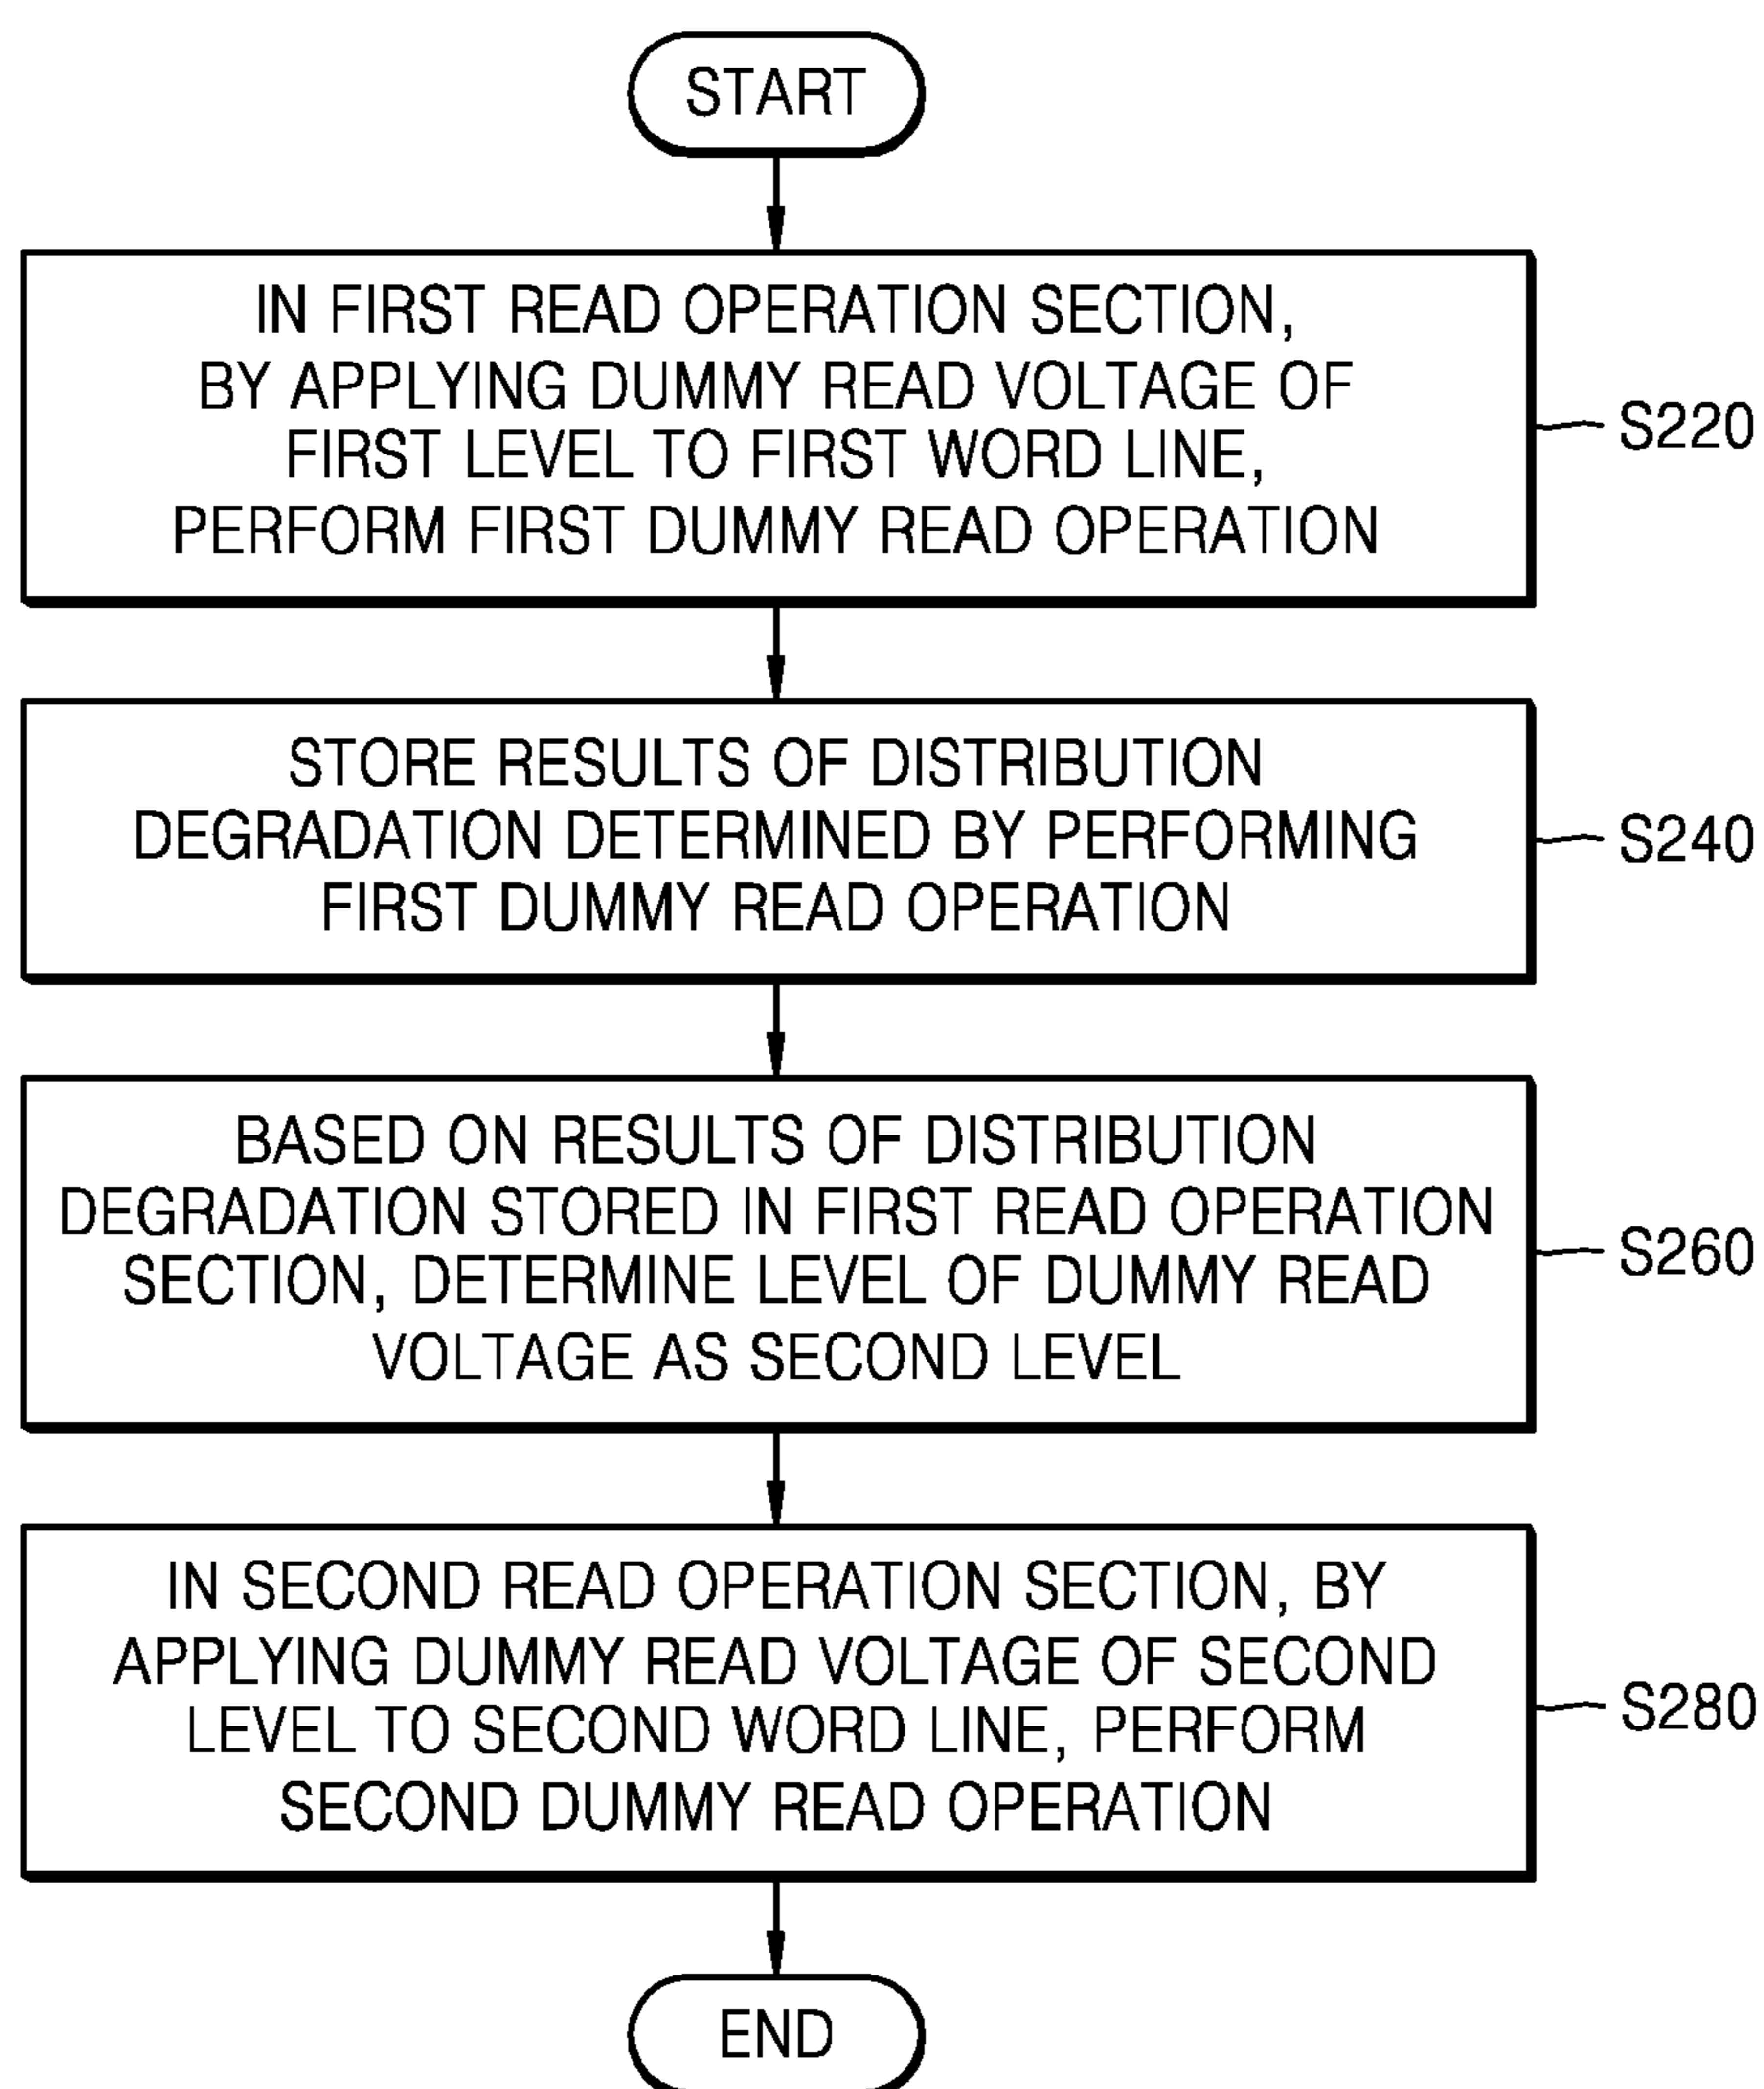 START
IN FIRST READ OPERATION SECTION,
BY APPLYING DUMMY READ VOLTAGE OF
FIRST LEVEL TO FIRST WORD LINE,
PERFORM FIRST DUMMY READ OPERATION
S220
STORE RESULTS OF DISTRIBUTION
DEGRADATION DETERMINED BY PERFORMING
FIRST DUMMY READ OPERATION
S240
BASED ON RESULTS OF DISTRIBUTION
DEGRADATION STORED IN FIRST READ OPERATION
SECTION, DETERMINE LEVEL OF DUMMY READ
VOLTAGE AS SECOND LEVEL
S260
IN SECOND READ OPERATION SECTION, BY
APPLYING DUMMY READ VOLTAGE OF SECOND
LEVEL TO SECOND WORD LINE, PERFORM
SECOND DUMMY READ OPERATION
S280
END